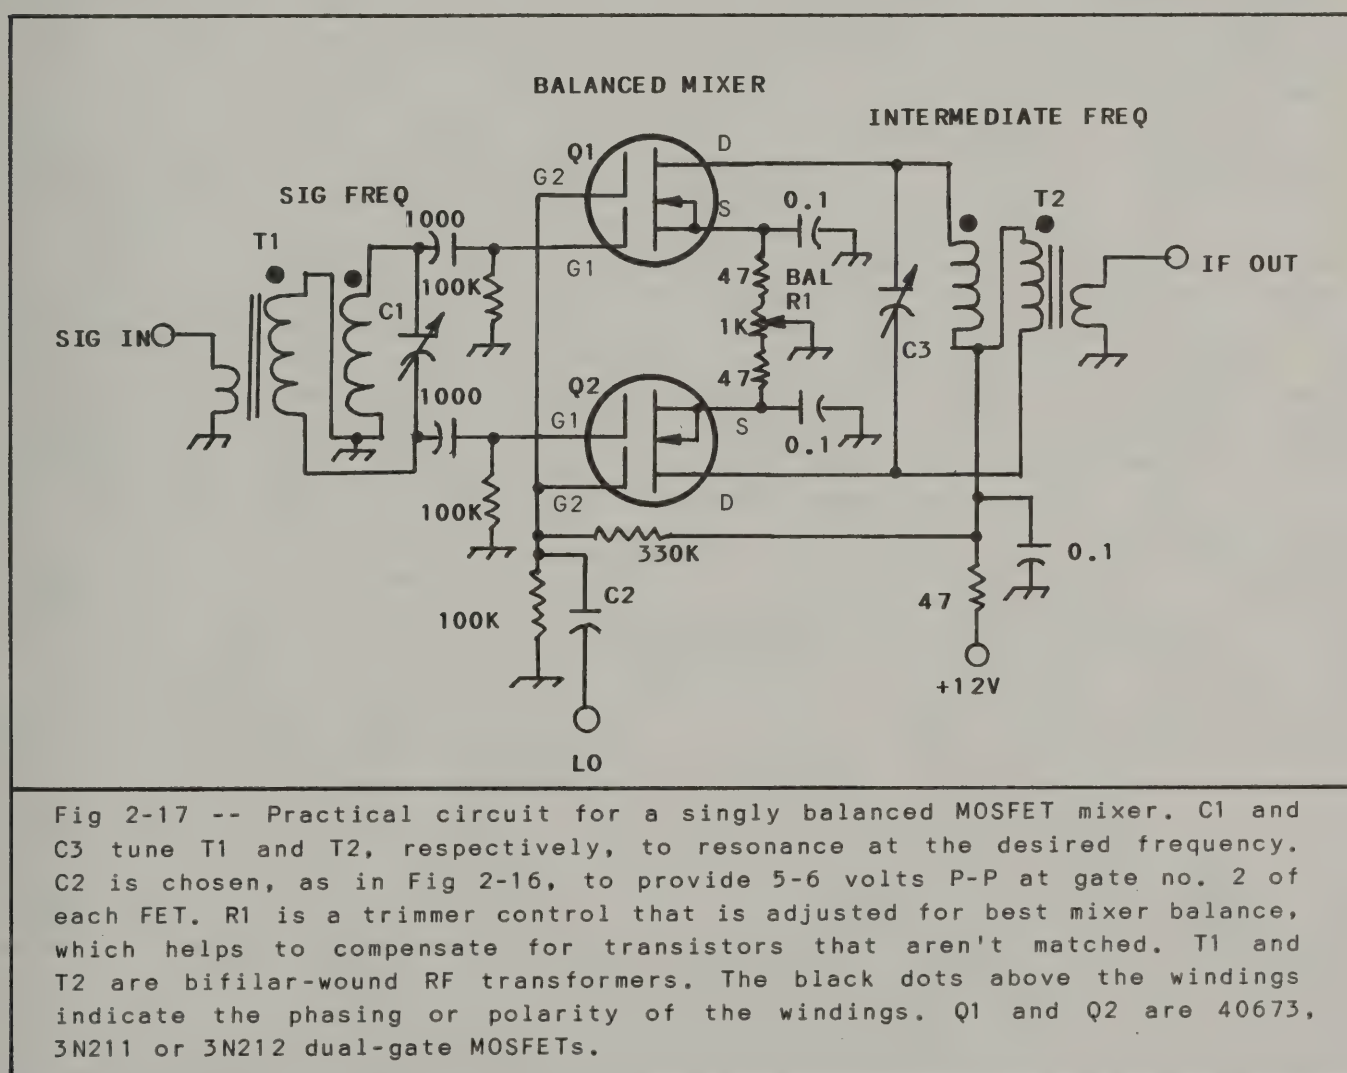 BALANCED MIXER
INTERMEDIATE FREQ
Q1
D
G2
SIG FREQ
S
0.1
T2
1000
T1
G1
47
BAL
R1
IF OUT
100K
C1
SIG IN
1K
C3
47
Q2
1000
G1
S
0.1
100K
G2
D
330K
0.1
C2
47
100K
+12V
LO
Fig 2-17 -- Practical circuit for a singly balanced MOSFET mixer. C1 and
C3 tune T1 and T2, respectively, to resonance at the desired frequency.
C2 is chosen, as in Fig 2-16, to provide 5-6 volts P-P at gate no. 2 of
each FET. R1 is a trimmer control that is adjusted for best mixer balance,
which helps to compensate for transistors that aren't matched. T1 and
T2 are bifilar-wound RF transformers. The black dots above the windings
indicate the phasing or polarity of the windings. Q1 and Q2 are 40673,
3N211 or 3N212 dual-gate MOSFETs.